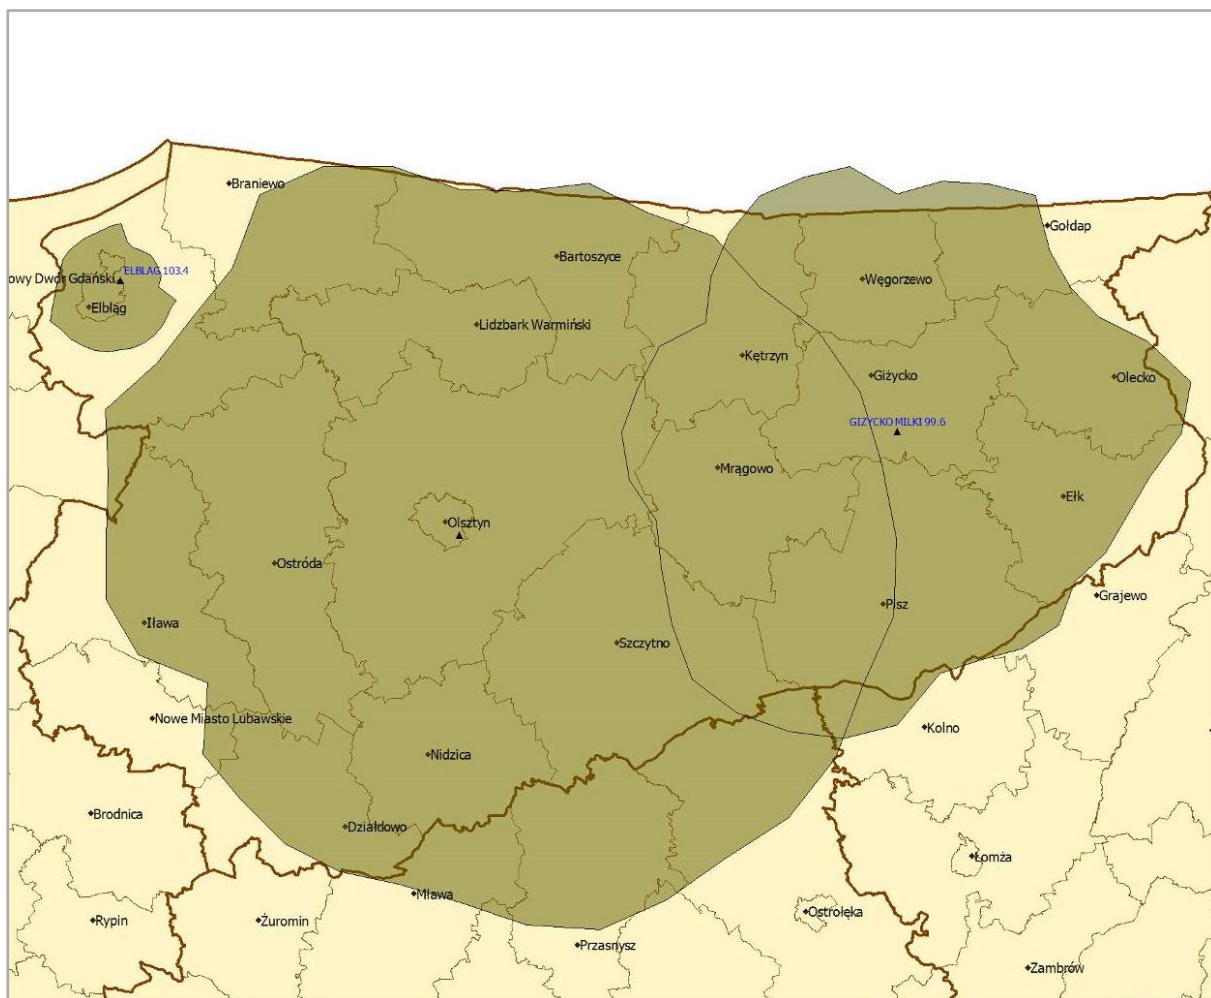 Braniewo
Gołdap
Bartoszyce
ELBLAG 103.4
owy Dwór Gdański
Węgorzewo
Elbląg
Lidzbark Warmiński
Kętrzyn
Giżycko
Olecko
GIZYCKO MILKI 99.6
Mrągowo
Ełk
Olsztyn
Ostróda
Grajewo
Pisz
Iława
Szczytno
Nowe Miasto Lubawskie
Kolno
Nidzica
Brodnica
Działdowo
Łomża
Mława
Ostrołęka
Rypin
Żuromin
Przasnysz
Zambrów